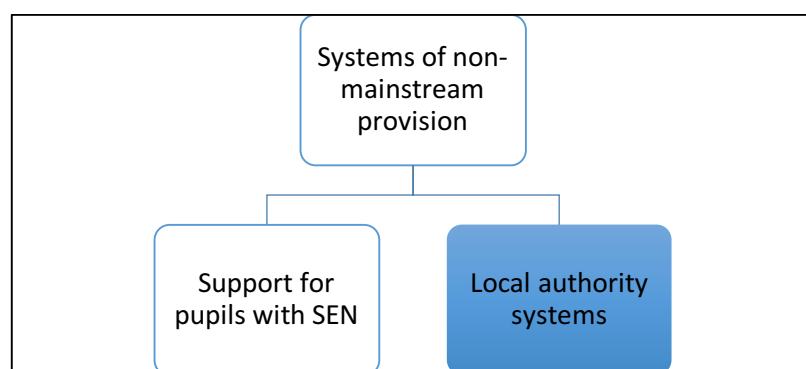 Systems of non-
mainstream
provision
Support for
pupils with SEN
Local authority
systems